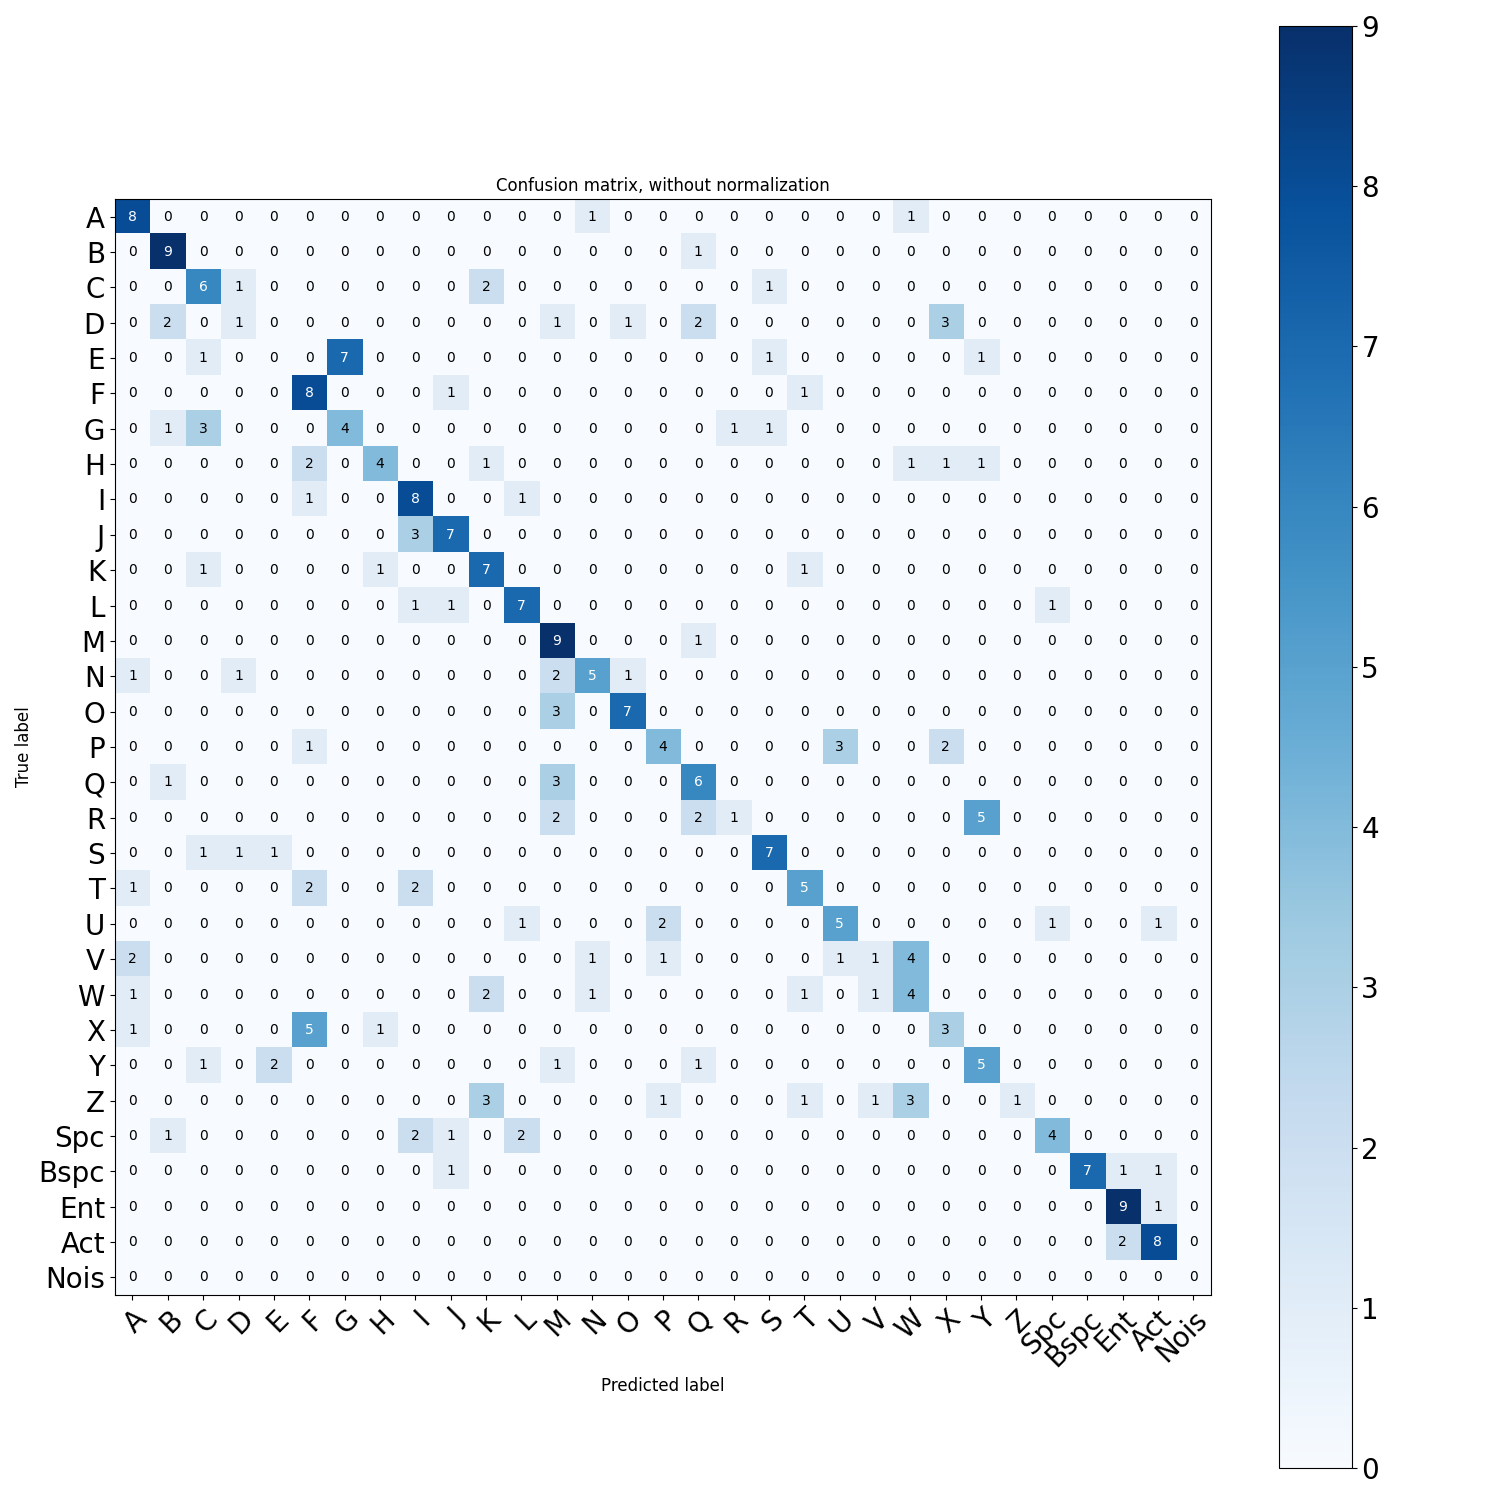 Confusion matrix, without normalization
A 8 0 0 0 0 0 0 0 0 0 0 0 0 1 0 0 0 0 0 0 0 0 1 0 0 0 0 0 0 0 0
B 0 9 0 0 0 0 0 0 0 0 0 0 0 0 0 0 1 0 0 0 0 0 0 0 0 0 0 0 0 0 0
C 0 0 6 1 0 0 0 0 0 0 2 0 0 0 0 0 0 0 1 0 0 0 0 0 0 0 0 0 0 0 0
D 0 2 0 1 0 0 0 0 0 0 0 0 1 0 1 0 2 0 0 0 0 0 0 3 0 0 0 0 0 0 0
E 0 0 1 0 0 0 7 0 0 0 0 0 0 0 0 0 0 0 1 0 0 0 0 0 1 0 0 0 0 0 0
F 0 0 0 0 0 8 0 0 0 1 0 0 0 0 0 0 0 0 0 1 0 0 0 0 0 0 0 0 0 0 0
G 0 1 3 0 0 0 4 0 0 0 0 0 0 0 0 0 0 1 1 0 0 0 0 0 0 0 0 0 0 0 0
H 0 0 0 0 0 2 0 4 0 0 1 0 0 0 0 0 0 0 0 0 0 0 1 1 1 0 0 0 0 0 0
I 0 0 0 0 0 1 0 0 8 0 0 1 0 0 0 0 0 0 0 0 0 0 0 0 0 0 0 0 0 0 0
J 0 0 0 0 0 0 0 0 3 7 0 0 0 0 0 0 0 0 0 0 0 0 0 0 0 0 0 0 0 0 0
K 0 0 1 0 0 0 0 1 0 0 7 0 0 0 0 0 0 0 0 1 0 0 0 0 0 0 0 0 0 0 0
L 0 0 0 0 0 0 0 0 1 1 0 7 0 0 0 0 0 0 0 0 0 0 0 0 0 0 1 0 0 0 0
M 0 0 0 0 0 0 0 0 0 0 0 0 9 0 0 0 1 0 0 0 0 0 0 0 0 0 0 0 0 0 0
N 1 0 0 1 0 0 0 0 0 0 0 0 2 5 1 0 0 0 0 0 0 0 0 0 0 0 0 0 0 0 0
O 0 0 0 0 0 0 0 0 0 0 0 0 3 0 7 0 0 0 0 0 0 0 0 0 0 0 0 0 0 0 0
P 0 0 0 0 0 1 0 0 0 0 0 0 0 0 0 4 0 0 0 0 3 0 0 2 0 0 0 0 0 0 0
Q 0 1 0 0 0 0 0 0 0 0 0 0 3 0 0 0 6 0 0 0 0 0 0 0 0 0 0 0 0 0 0
R 0 0 0 0 0 0 0 0 0 0 0 0 2 0 0 0 2 1 0 0 0 0 0 0 5 0 0 0 0 0 0
S 0 0 1 1 1 0 0 0 0 0 0 0 0 0 0 0 0 0 7 0 0 0 0 0 0 0 0 0 0 0 0
T 1 0 0 0 0 2 0 0 2 0 0 0 0 0 0 0 0 0 0 5 0 0 0 0 0 0 0 0 0 0 0
U 0 0 0 0 0 0 0 0 0 0 0 1 0 0 0 2 0 0 0 0 5 0 0 0 0 0 1 0 0 1 0
V 2 0 0 0 0 0 0 0 0 0 0 0 0 1 0 1 0 0 0 0 1 1 4 0 0 0 0 0 0 0 0
W 1 0 0 0 0 0 0 0 0 0 2 0 0 1 0 0 0 0 0 1 0 1 4 0 0 0 0 0 0 0 0
X 1 0 0 0 0 5 0 1 0 0 0 0 0 0 0 0 0 0 0 0 0 0 0 3 0 0 0 0 0 0 0
Y 0 0 1 0 2 0 0 0 0 0 0 0 1 0 0 0 1 0 0 0 0 0 0 0 5 0 0 0 0 0 0
Z 0 0 0 0 0 0 0 0 0 0 3 0 0 0 0 1 0 0 0 1 0 1 3 0 0 1 0 0 0 0 0
Spc 0 1 0 0 0 0 0 0 2 1 0 2 0 0 0 0 0 0 0 0 0 0 0 0 0 0 4 0 0 0 0
Bspc 0 0 0 0 0 0 0 0 0 1 0 0 0 0 0 0 0 0 0 0 0 0 0 0 0 0 0 7 1 1 0
Ent 0 0 0 0 0 0 0 0 0 0 0 0 0 0 0 0 0 0 0 0 0 0 0 0 0 0 0 0 9 1 0
Act 0 0 0 0 0 0 0 0 0 0 0 0 0 0 0 0 0 0 0 0 0 0 0 0 0 0 0 0 2 8 0
Nois 0 0 0 0 0 0 0 0 0 0 0 0 0 0 0 0 0 0 0 0 0 0 0 0 0 0 0 0 0 0 0
A B C D E F G H I J K L M N O P Q R S T U V W X Y Z Spc Bspc Ent Act Nois
Predicted label
True label
9
8
7
6
5
4
3
2
1
0